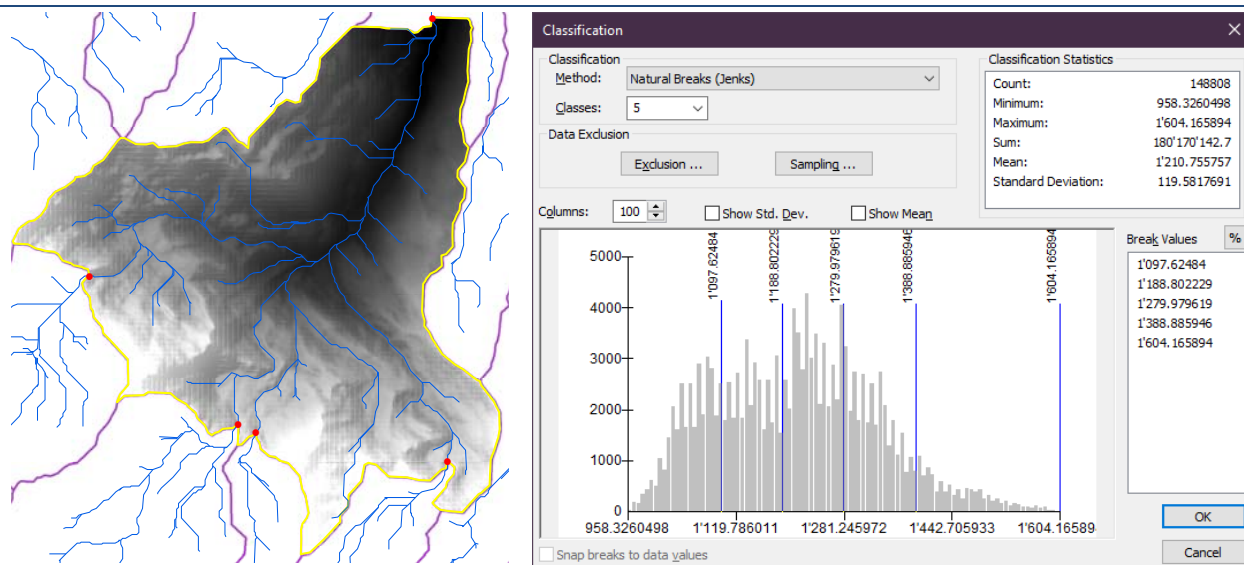 Classification
Classification
Method:
Natural Breaks (Jenks)
Classes:
5
Data Exclusion
Exclusion ...
Sampling ...
Classification Statistics
Count: 148808
Minimum: 958.3260498
Maximum: 1'604.165894
Sum: 180'170'142.7
Mean: 1'210.755757
Standard Deviation: 119.5817691
Columns:
100
Show Std. Dev.
Show Mean
Break Values
%
1'097.62484
1'188.802229
1'279.979619
1'388.885946
1'604.165894
5000
4000
3000
2000
1000
0
1'097.62484
1'188.802229
1'279.979619
1'388.885946
1'604.165894
958.3260498
1'119.786011
1'281.245972
1'442.705933
1'604.16589
Snap breaks to data values
OK
Cancel